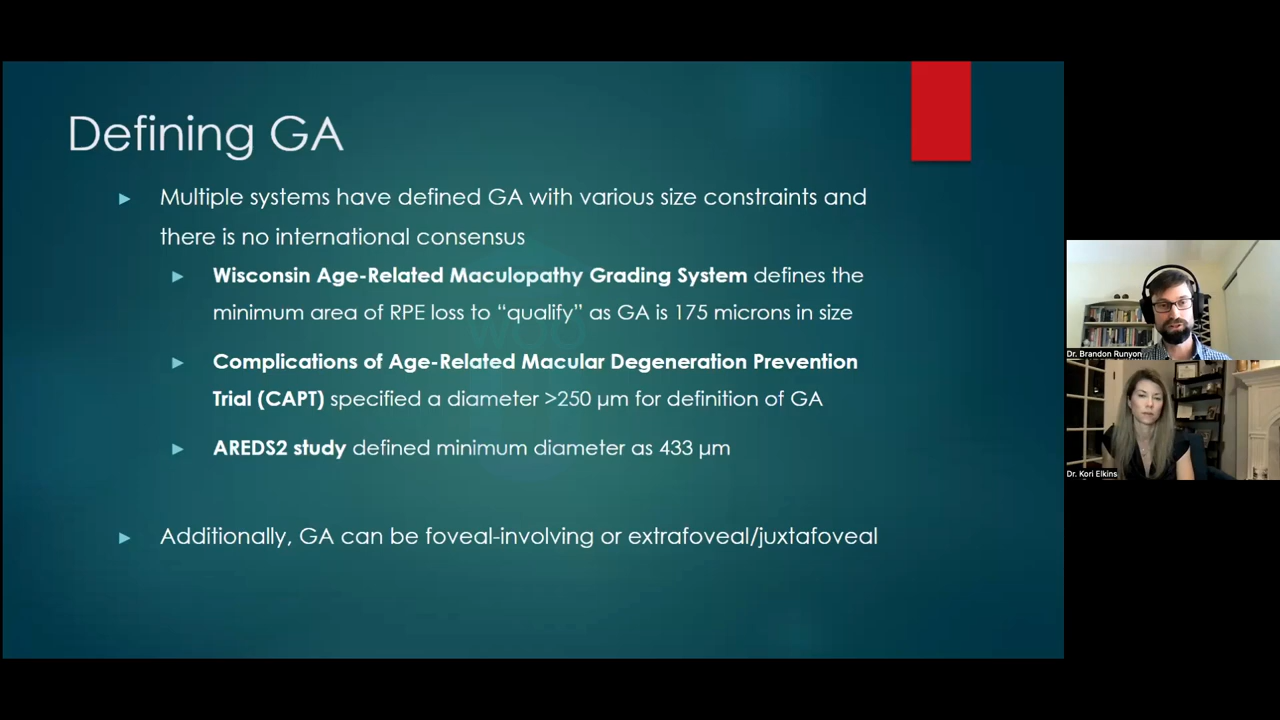 Defining GA
Multiple systems have defined GA with various size constraints and
there is no international consensus
Wisconsin Age-Related Maculopathy Grading System defines the
minimum area of RPE loss to “qualify” as GA is 175 microns in size
Complications of Age-Related Macular Degeneration Prevention
Trial (CAPT) specified a diameter >250 µm for definition of GA
AREDS2 study defined minimum diameter as 433 µm
Additionally, GA can be foveal-involving or extrafoveal/juxtafoveal
Dr. Brandon Runyon
Dr. Kori Elkins